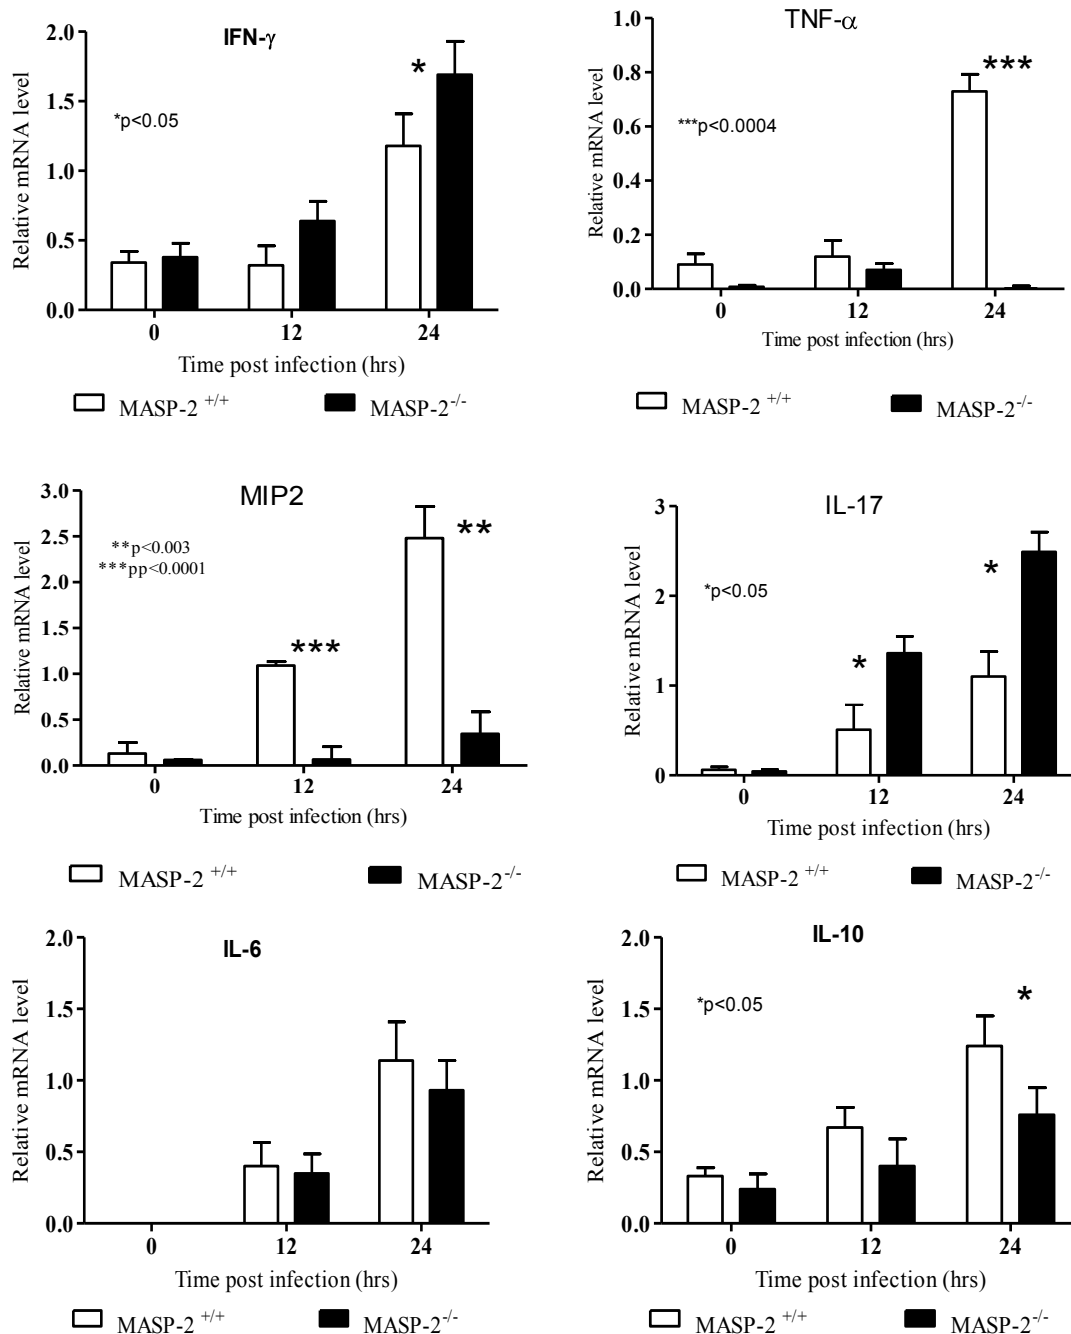 IFN-γ
2.0
1.5
1.0
0.5
0.0
Relative mRNA level
*p<0.05
*
0 12 24
Time post infection (hrs)
MASP-2 +/+ MASP-2-/-
TNF-α
1.0
0.8
0.6
0.4
0.2
0.0
Relative mRNA level
***p<0.0004
***
0 12 24
Time post infection (hrs)
MASP-2 +/+ MASP-2-/-
MIP2
3.0
2.5
2.0
1.5
1.0
0.5
0.0
Relative mRNA level
**p<0.003
***pp<0.0001
***
**
0 12 24
Time post infection (hrs)
MASP-2 +/+ MASP-2-/-
IL-17
3
2
1
0
Relative mRNA level
*p<0.05
*
*
0 12 24
Time post infection (hrs)
MASP-2 +/+ MASP-2-/-
IL-6
2.0
1.5
1.0
0.5
0.0
Relative mRNA level
0 12 24
Time post infection (hrs)
MASP-2 +/+ MASP-2-/-
IL-10
2.0
1.5
1.0
0.5
0.0
Relative mRNA level
*p<0.05
*
0 12 24
Time post infection (hrs)
MASP-2 +/+ MASP-2-/-